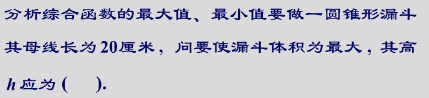 分析综合函数的最大值、最小值要做一圆锥形漏斗
其母线长为20厘米，问要使漏斗体积为最大，其高
h应为(    ).